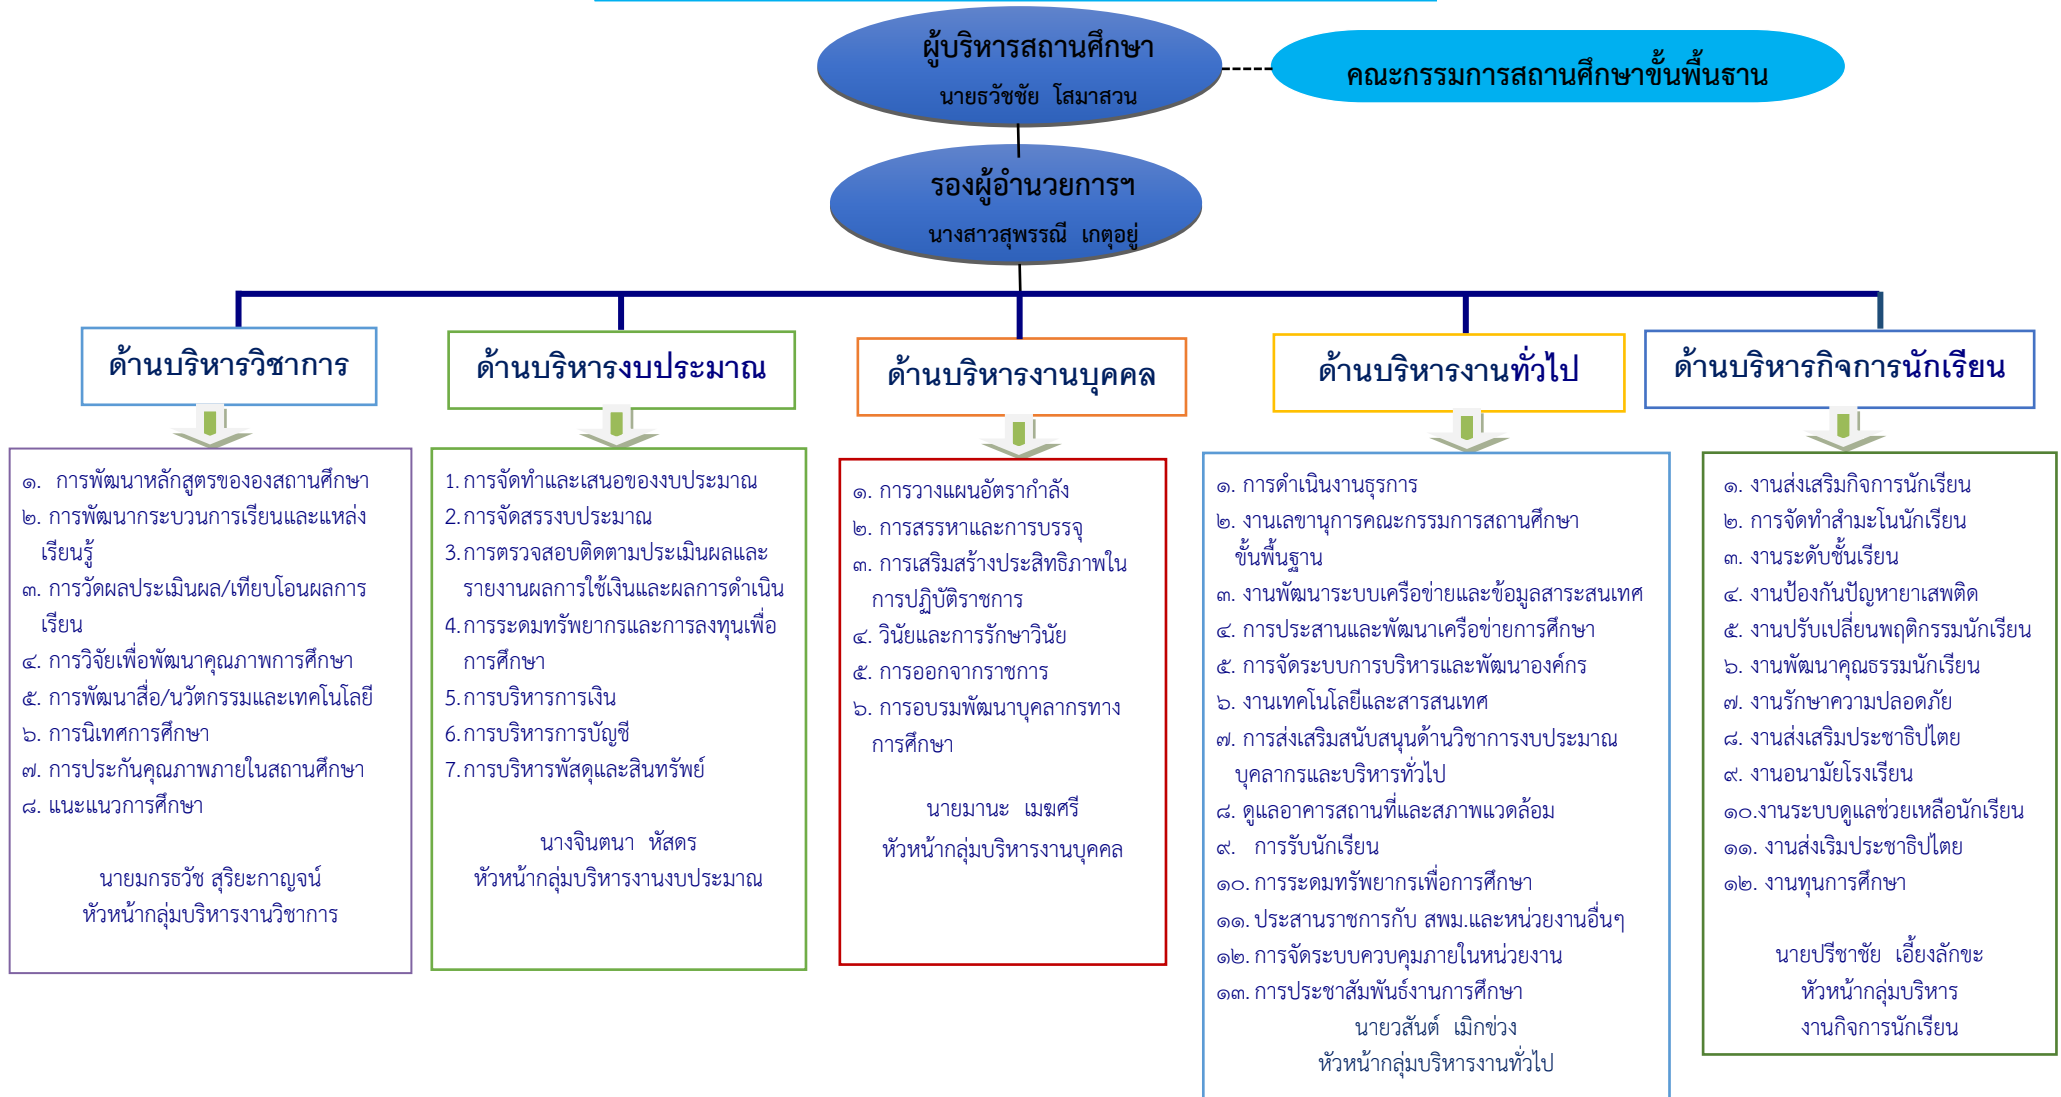 ผู้บริหารสถานศึกษา
นายธวัชชัย โสมาสวน
คณะกรรมการสถานศึกษาขั้นพื้นฐาน
รองผู้อำนวยการฯ
นางสาวสุพรรณี เกตุอยู่
ด้านบริหารวิชาการ
๑. การพัฒนาหลักสูตรขององสถานศึกษา
๒. การพัฒนากระบวนการเรียนและแหล่ง
เรียนรู้
๓. การวัดผลประเมินผล/เทียบโอนผลการ
เรียน
๔. การวิจัยเพื่อพัฒนาคุณภาพการศึกษา
๕. การพัฒนาสื่อ/นวัตกรรมและเทคโนโลยี
๖. การนิเทศการศึกษา
๗. การประกันคุณภาพภายในสถานศึกษา
๘. แนะแนวการศึกษา
นายมกรธวัช สุริยะกาญจน์
หัวหน้ากลุ่มบริหารงานวิชาการ
ด้านบริหารงบประมาณ
1. การจัดทำและเสนอของงบประมาณ
2. การจัดสรรงบประมาณ
3. การตรวจสอบติดตามประเมินผลและ
รายงานผลการใช้เงินและผลการดำเนิน
4. การระดมทรัพยากรและการลงทุนเพื่อ
การศึกษา
5. การบริหารการเงิน
6. การบริหารการบัญชี
7. การบริหารพัสดุและสินทรัพย์
นางจินตนา หัสดร
หัวหน้ากลุ่มบริหารงานงบประมาณ
ด้านบริหารงานบุคคล
๑. การวางแผนอัตรากำลัง
๒. การสรรหาและการบรรจุ
๓. การเสริมสร้างประสิทธิภาพใน
การปฏิบัติราชการ
๔. วินัยและการรักษาวินัย
๕. การออกจากราชการ
๖. การอบรมพัฒนาบุคลากรทาง
การศึกษา
นายมานะ เมฆศรี
หัวหน้ากลุ่มบริหารงานบุคคล
ด้านบริหารงานทั่วไป
๑. การดำเนินงานธุรการ
๒. งานเลขานุการคณะกรรมการสถานศึกษา
ขั้นพื้นฐาน
๓. งานพัฒนาระบบเครือข่ายและข้อมูลสาระสนเทศ
๔. การประสานและพัฒนาเครือข่ายการศึกษา
๕. การจัดระบบการบริหารและพัฒนาองค์กร
๖. งานเทคโนโลยีและสารสนเทศ
๗. การส่งเสริมสนับสนุนด้านวิชาการงบประมาณ
บุคลากรและบริหารทั่วไป
๘. ดูแลอาคารสถานที่และสภาพแวดล้อม
๙. การรับนักเรียน
๑๐. การระดมทรัพยากรเพื่อการศึกษา
๑๑. ประสานราชการกับ สพม.และหน่วยงานอื่นๆ
๑๒. การจัดระบบควบคุมภายในหน่วยงาน
๑๓. การประชาสัมพันธ์งานการศึกษา
นายวสันต์ เมิกข่วง
หัวหน้ากลุ่มบริหารงานทั่วไป
ด้านบริหารกิจการนักเรียน
๑. งานส่งเสริมกิจการนักเรียน
๒. การจัดทำสำมะโนนักเรียน
๓. งานระดับชั้นเรียน
๔. งานป้องกันปัญหายาเสพติด
๕. งานปรับเปลี่ยนพฤติกรรมนักเรียน
๖. งานพัฒนาคุณธรรมนักเรียน
๗. งานรักษาความปลอดภัย
๘. งานส่งเสริมประชาธิปไตย
๙. งานอนามัยโรงเรียน
๑๐.งานระบบดูแลช่วยเหลือนักเรียน
๑๑. งานส่งเริมประชาธิปไตย
๑๒. งานทุนการศึกษา
นายปรีชาชัย เอี้ยงลักขะ
หัวหน้ากลุ่มบริหาร
งานกิจการนักเรียน